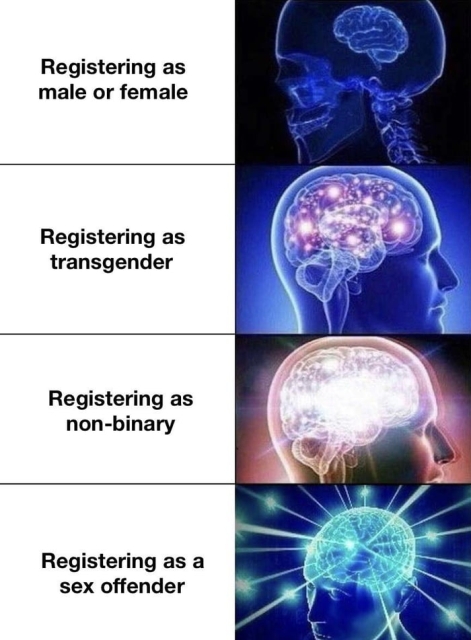 Registering as
male or female
Registering as
transgender
Registering as
non-binary
Registering as a
sex offender